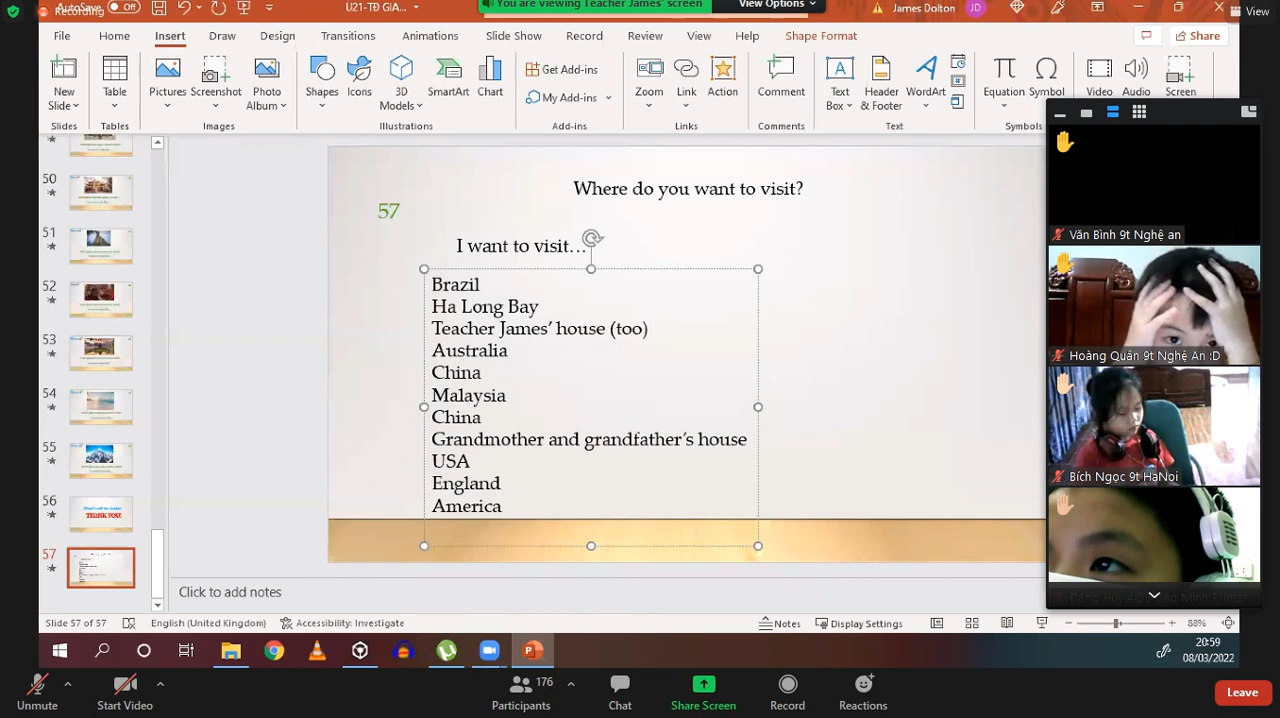 Recording
AutoSave Off
U21-TĐ GIA...
You are viewing Teacher James' screen
View Options
James Dolton
JD
View
File Home Insert Draw Design Transitions Animations Slide Show Record Review View Help Shape Format
Share
New Slide
Table
Pictures
Screenshot
Photo Album
Shapes
Icons
3D Models
SmartArt
Chart
Get Add-ins
My Add-ins
Zoom
Link
Action
Comment
Text Box
Header & Footer
WordArt
Equation
Symbol
Video
Audio
Screen
Slides
Tables
Images
Illustrations
Add-ins
Links
Comments
Text
Symbols
50
51
52
53
54
55
56
THANK YOU!
57
Where do you want to visit?
57
I want to visit...
Brazil
Ha Long Bay
Teacher James' house (too)
Australia
China
Malaysia
China
Grandmother and grandfather's house
USA
England
America
Văn Bình 9t Nghệ an
Hoàng Quân 9t Nghệ An :D
Bích Ngọc 9t HaNoi
Click to add notes
Slide 57 of 57
English (United Kingdom)
Accessibility: Investigate
Notes
Display Settings
88%
20:59
08/03/2022
Unmute
Start Video
176
Participants
Chat
Share Screen
Record
Reactions
Leave